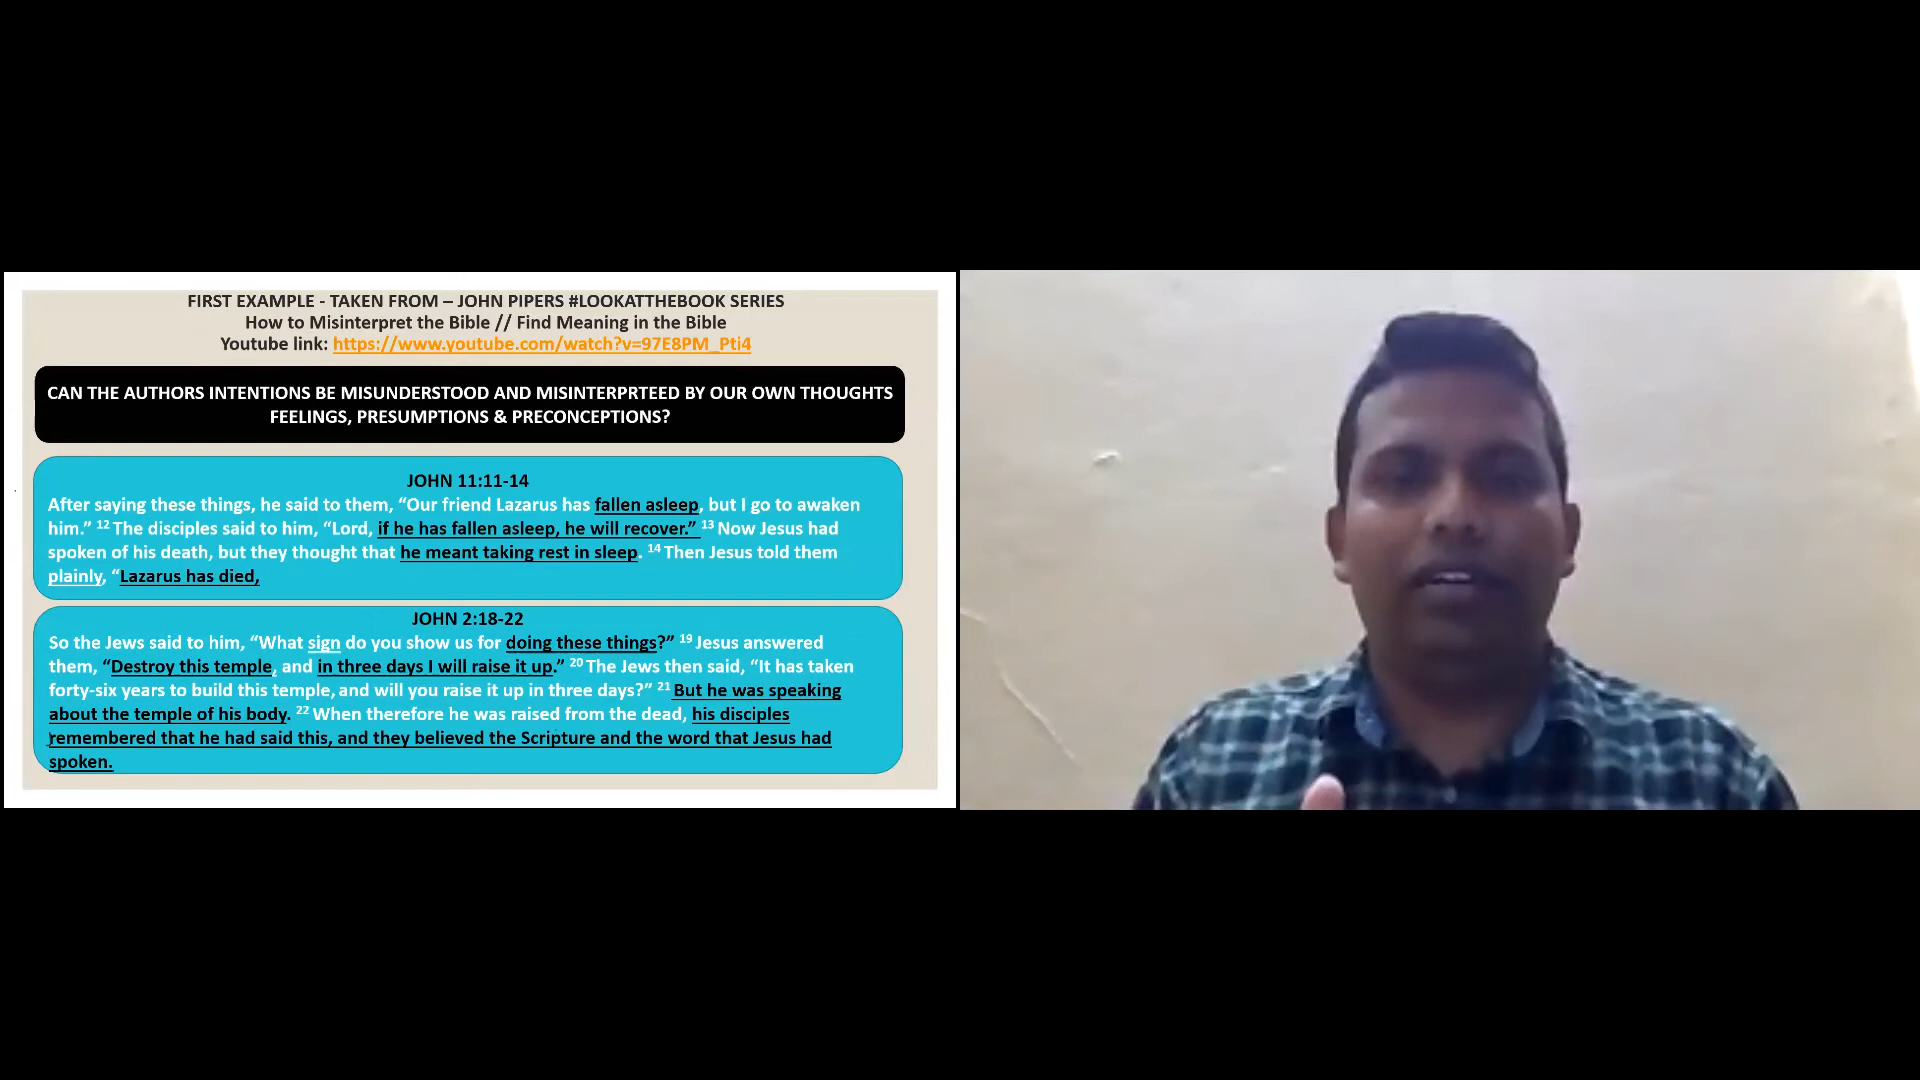 FIRST EXAMPLE - TAKEN FROM – JOHN PIPERS #LOOKATTHEBOOK SERIES
How to Misinterpret the Bible // Find Meaning in the Bible
Youtube link: https://www.youtube.com/watch?v=97E8PM_Pti4
CAN THE AUTHORS INTENTIONS BE MISUNDERSTOOD AND MISINTERPRTEED BY OUR OWN THOUGHTS
FEELINGS, PRESUMPTIONS & PRECONCEPTIONS?
JOHN 11:11-14
After saying these things, he said to them, “Our friend Lazarus has fallen asleep, but I go to awaken
him.” 12 The disciples said to him, “Lord, if he has fallen asleep, he will recover.” 13 Now Jesus had
spoken of his death, but they thought that he meant taking rest in sleep. 14 Then Jesus told them
plainly, “Lazarus has died,
JOHN 2:18-22
So the Jews said to him, “What sign do you show us for doing these things?” 19 Jesus answered
them, “Destroy this temple, and in three days I will raise it up.” 20 The Jews then said, “It has taken
forty-six years to build this temple, and will you raise it up in three days?” 21 But he was speaking
about the temple of his body. 22 When therefore he was raised from the dead, his disciples
remembered that he had said this, and they believed the Scripture and the word that Jesus had
spoken.